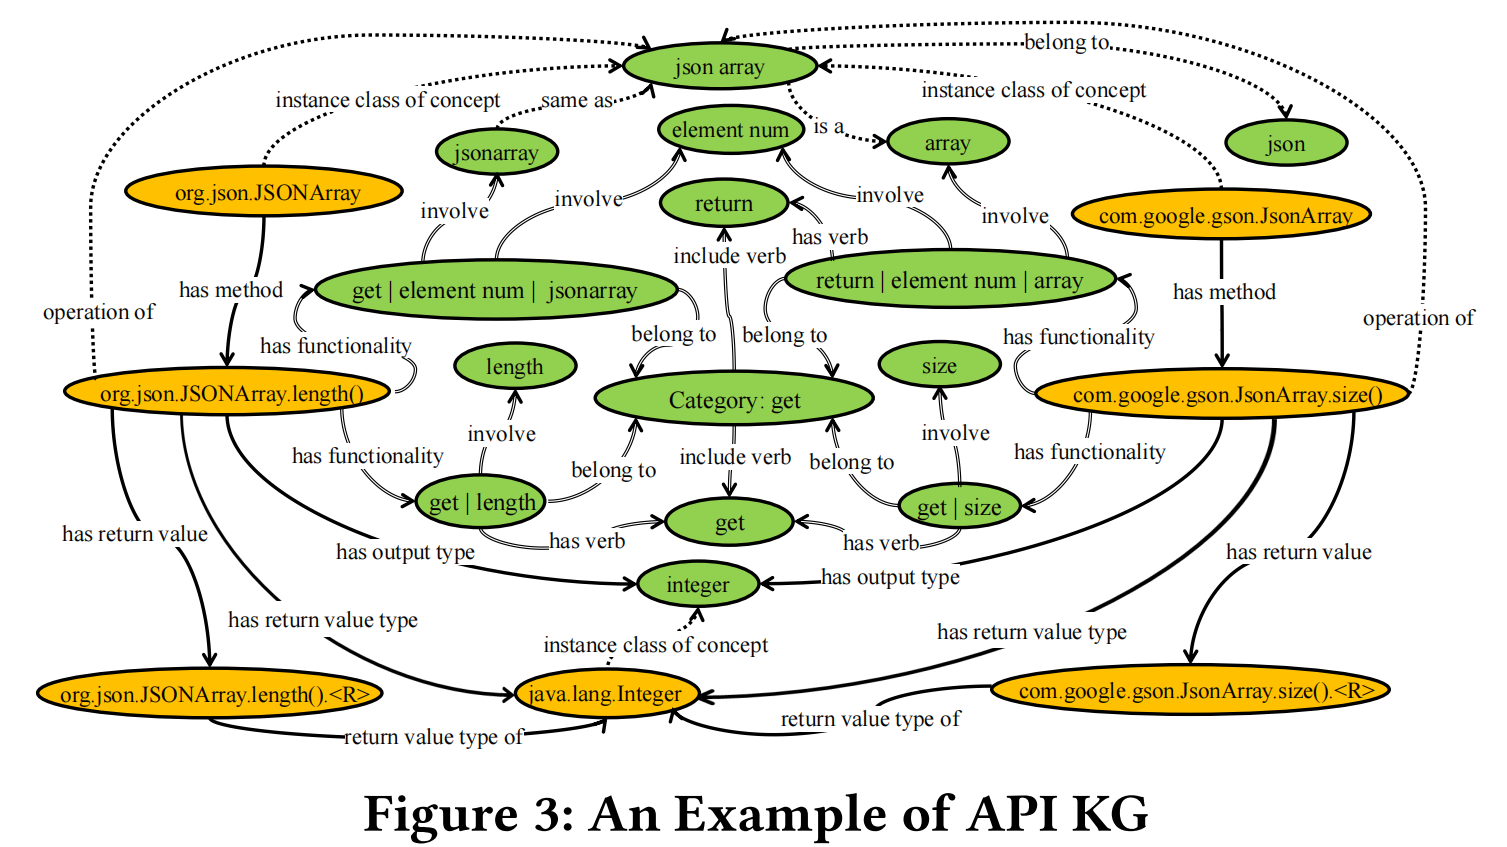 json array
belong to
instance class of concept
same as
instance class of concept
element num
is a
jsonarray
array
json
org.json.JSONArray
involve
involve
return
involve
involve
com.google.gson.JsonArray
has verb
include verb
has method
get | element num | jsonarray
return | element num | array
has method
operation of
belong to
belong to
has functionality
operation of
has functionality
length
size
org.json.JSONArray.length()
Category: get
com.google.gson.JsonArray.size()
involve
involve
has functionality
belong to
include verb
belong to
has functionality
get | length
get
get | size
has return value
has output type
has verb
has verb
has return value
integer
has output type
has return value type
instance class of concept
has return value type
org.json.JSONArray.length().<R>
java.lang.Integer
com.google.gson.JsonArray.size().<R>
return value type of
return value type of
Figure 3: An Example of API KG